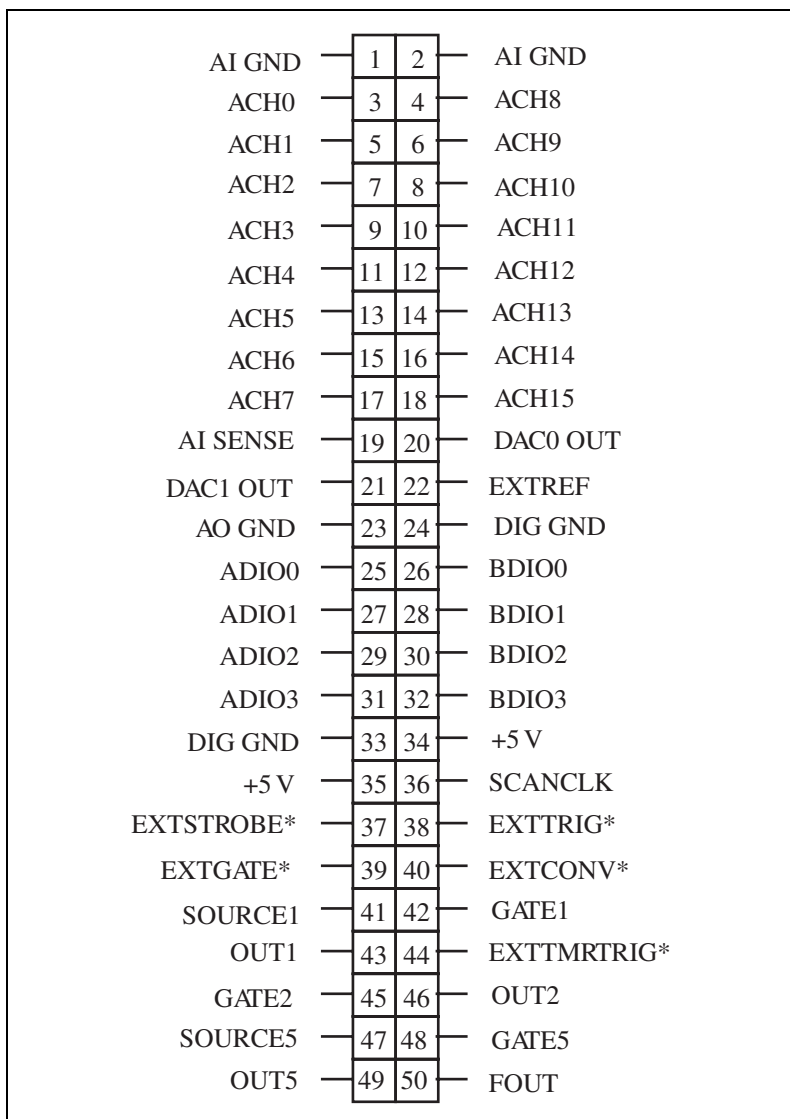 AI GND 1 2 AI GND
ACH0 3 4 ACH8
ACH1 5 6 ACH9
ACH2 7 8 ACH10
ACH3 9 10 ACH11
ACH4 11 12 ACH12
ACH5 13 14 ACH13
ACH6 15 16 ACH14
ACH7 17 18 ACH15
AI SENSE 19 20 DAC0 OUT
DAC1 OUT 21 22 EXTREF
AO GND 23 24 DIG GND
ADIO0 25 26 BDIO0
ADIO1 27 28 BDIO1
ADIO2 29 30 BDIO2
ADIO3 31 32 BDIO3
DIG GND 33 34 +5 V
+5 V 35 36 SCANCLK
EXTSTROBE* 37 38 EXTTRIG*
EXTGATE* 39 40 EXTCONV*
SOURCE1 41 42 GATE1
OUT1 43 44 EXTTMRTRIG*
GATE2 45 46 OUT2
SOURCE5 47 48 GATE5
OUT5 49 50 FOUT